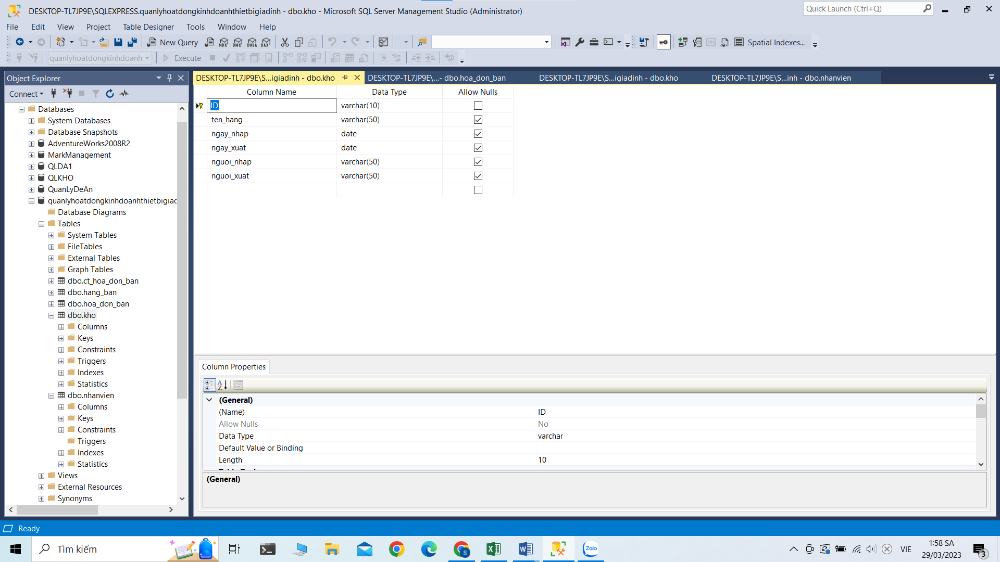 DESKTOP-TL7JP9E\SQLEXPRESS.quanlyhoatdongkinhdoanhthietbigiadinh - dbo.kho - Microsoft SQL Server Management Studio (Administrator)
Quick Launch (Ctrl+Q)
File Edit View Project Table Designer Tools Window Help
New Query
MDX DMX XMLA DAX
Spatial Indexes...
quanlyhoatdongkinhdoanht
Execute
Object Explorer
Connect
Databases
System Databases
Database Snapshots
AdventureWorks2008R2
MarkManagement
QLDA1
QLKHO
QuanLyDeAn
quanlyhoatdongkinhdoanhthietbigiad
Database Diagrams
Tables
System Tables
FileTables
External Tables
Graph Tables
dbo.ct_hoa_don_ban
dbo.hang_ban
dbo.hoa_don_ban
dbo.kho
Columns
Keys
Constraints
Triggers
Indexes
Statistics
dbo.nhanvien
Columns
Keys
Constraints
Triggers
Indexes
Statistics
Views
External Resources
Synonyms
DESKTOP-TL7JP9E\S...igiadinh - dbo.kho
DESKTOP-TL7JP9E\...- dbo.hoa_don_ban
DESKTOP-TL7JP9E\S...igiadinh - dbo.kho
DESKTOP-TL7JP9E\S...inh - dbo.nhanvien
Column Name Data Type Allow Nulls
ID varchar(10)
ten_hang varchar(50)
ngay_nhap date
ngay_xuat date
nguoi_nhap varchar(50)
nguoi_xuat varchar(50)
Column Properties
(General)
(Name) ID
Allow Nulls No
Data Type varchar
Default Value or Binding
Length 10
(General)
Ready
Tìm kiếm
Zalo
VIE
1:58 SA
29/03/2023
3